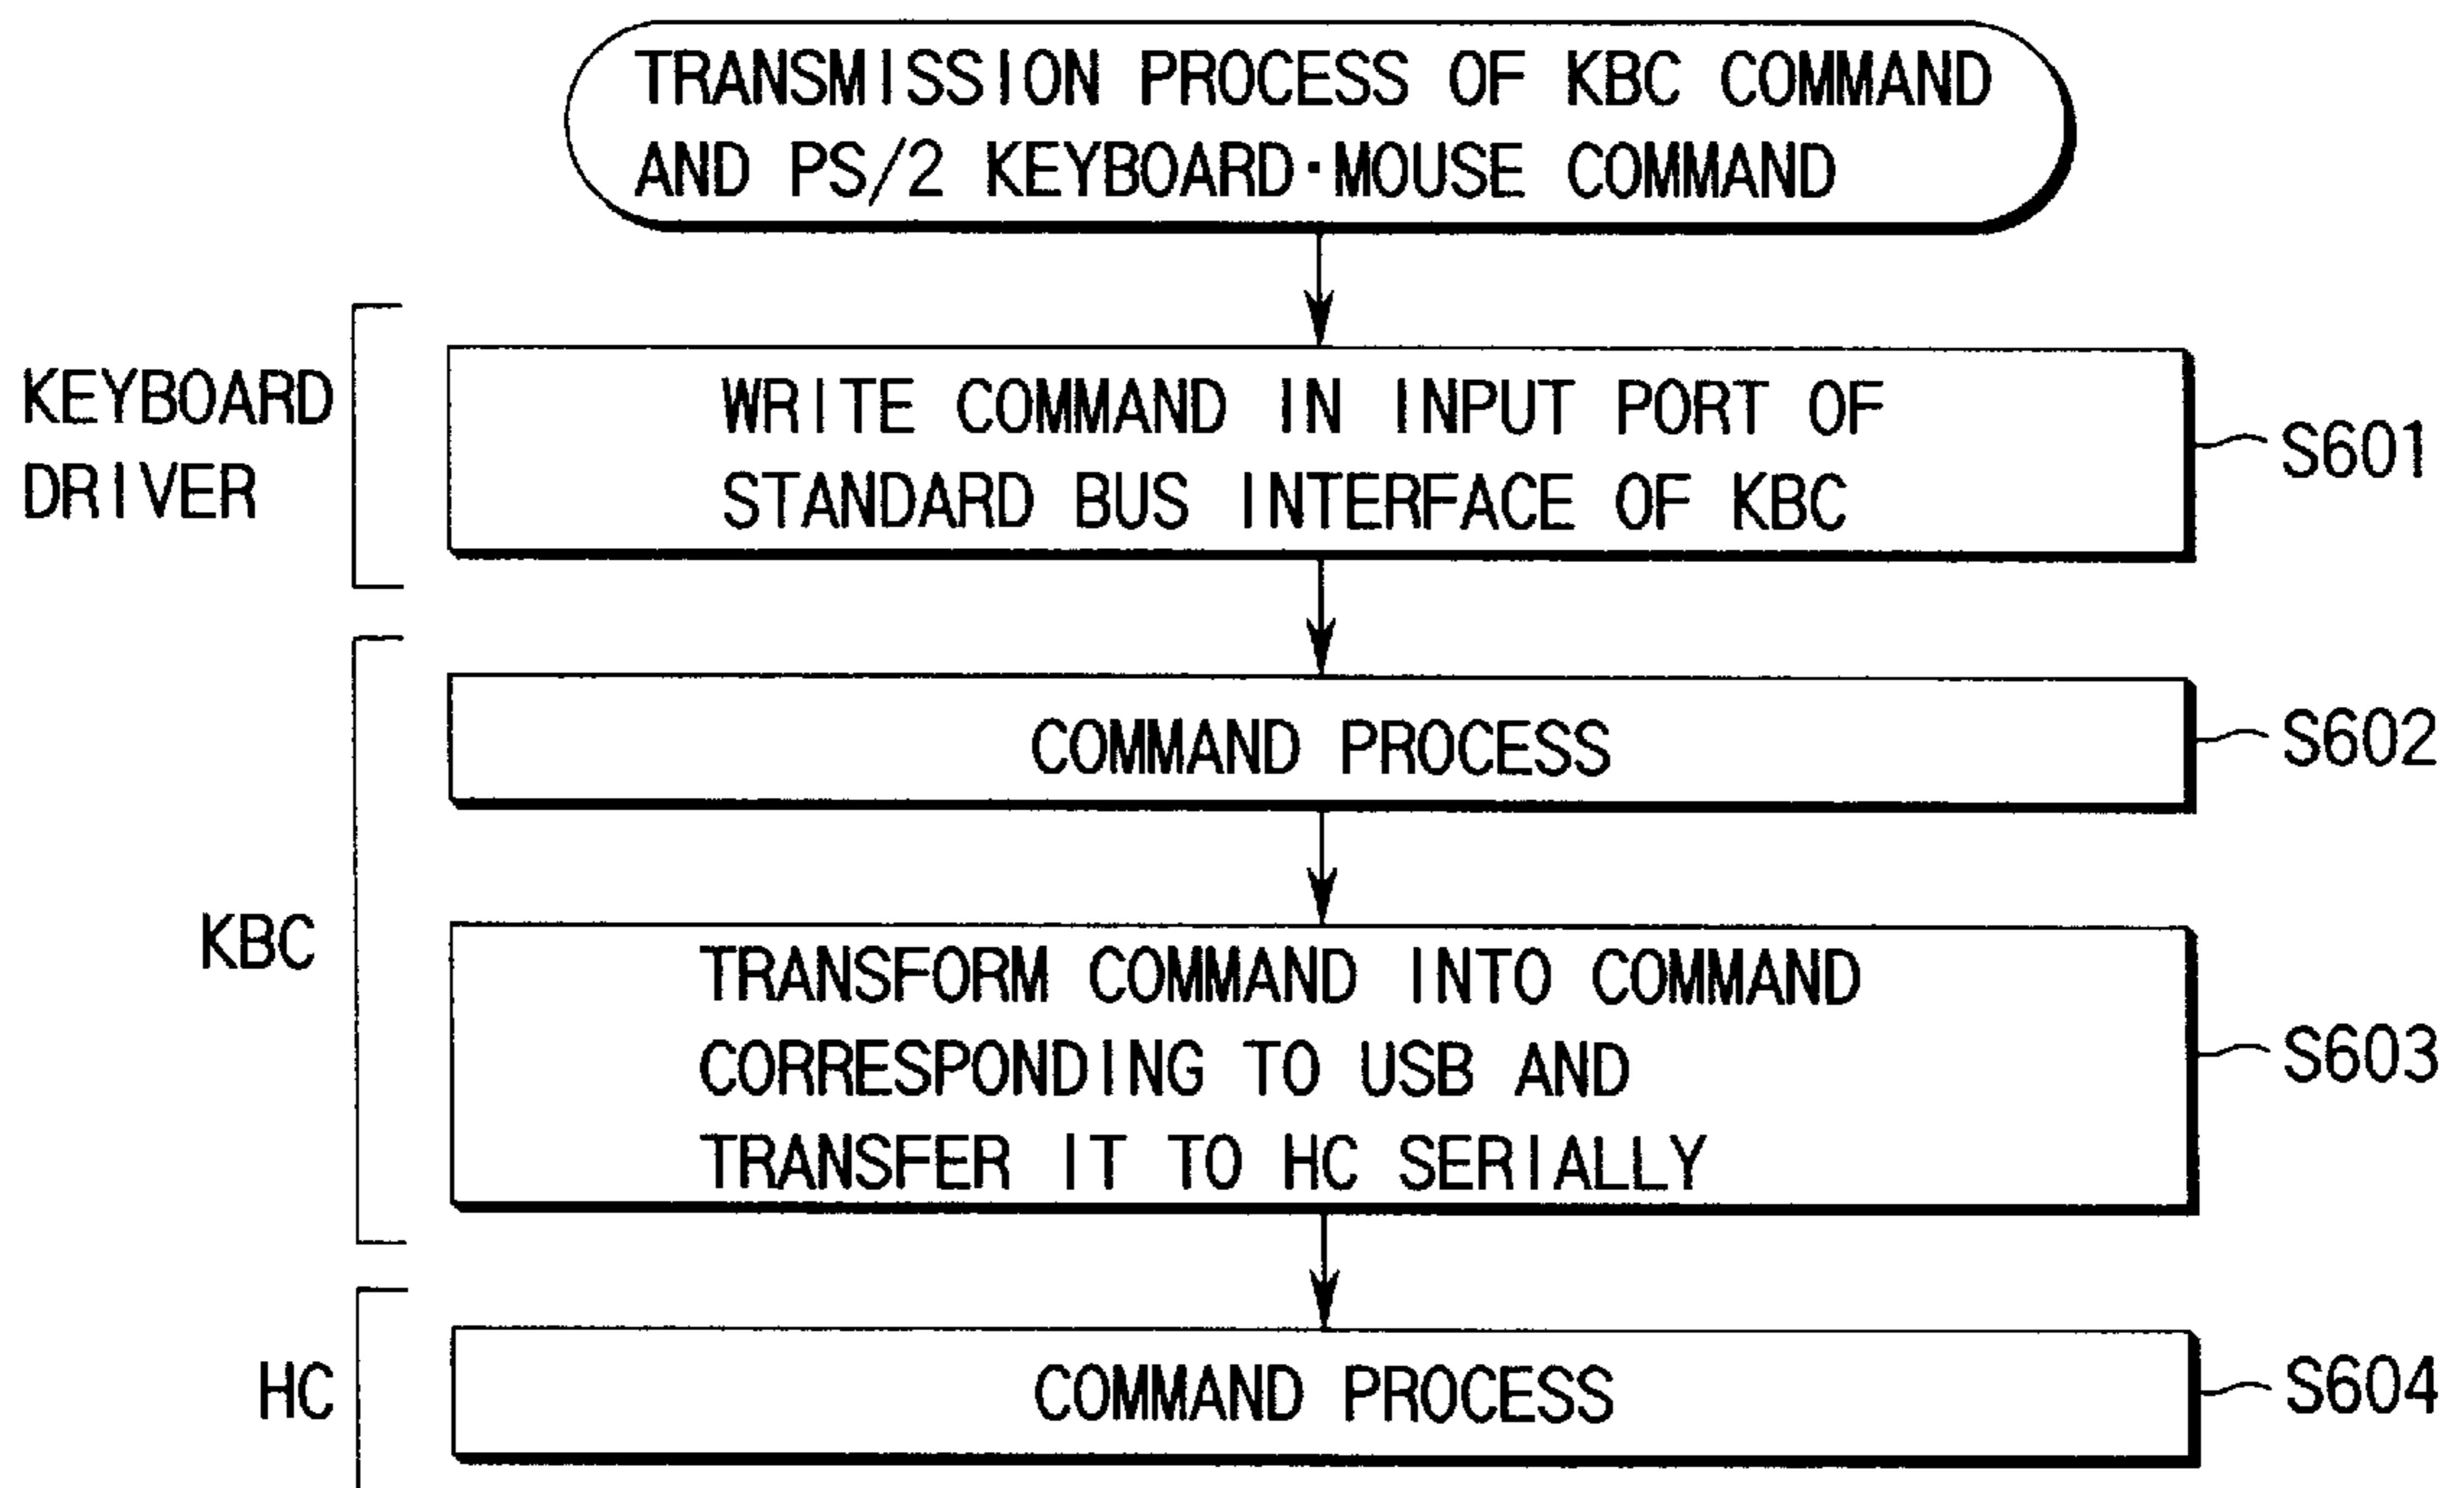 TRANSMISSION PROCESS OF KBC COMMAND
AND PS/2 KEYBOARD·MOUSE COMMAND
KEYBOARD
DRIVER
WRITE COMMAND IN INPUT PORT OF
STANDARD BUS INTERFACE OF KBC
S601
COMMAND PROCESS
S602
KBC
TRANSFORM COMMAND INTO COMMAND
CORRESPONDING TO USB AND
TRANSFER IT TO HC SERIALLY
S603
HC
COMMAND PROCESS
S604